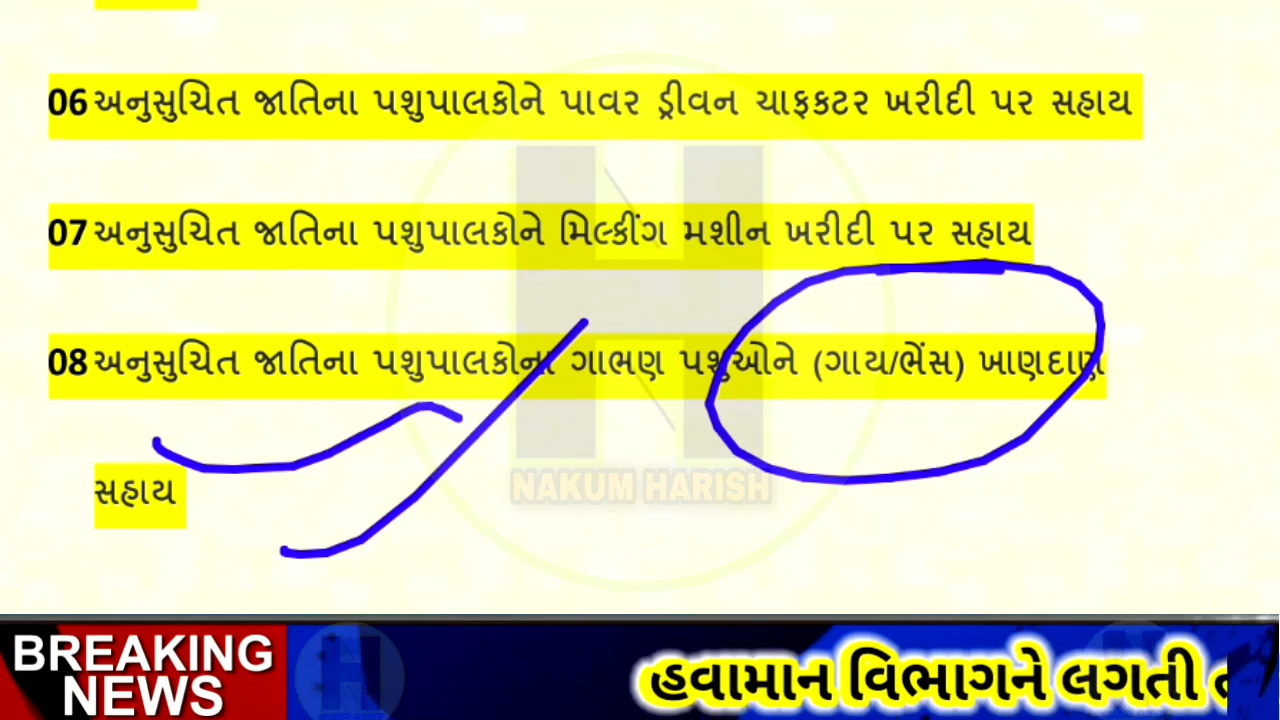 06 અનુસુચિત જાતિના પશુપાલકોને પાવર ડ્રીવન ચાફકટર ખરીદી પર સહાય
07 અનુસુચિત જાતિના પશુપાલકોને મિલ્કીંગ મશીન ખરીદી પર સહાય
08 અનુસુચિત જાતિના પશુપાલકોના ગાભણ પશુઓને (ગાય/ભેંસ) ખાણદાણ
સહાય
NAKUM HARISH
BREAKING
NEWS
હવામાન વિભાગને લગતી